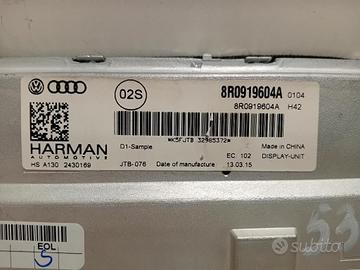 02S
8R0919604A 0104
8R0919604A H42
HARMAN
AUTOMOTIVE
HS A130 2430169
*K5FJTB 32985372*
D1-Sample
Made in CHINA
EC 102
DISPLAY-UNIT
JTB-076
Date of manufacture
13.03.15
EOL
S
subito